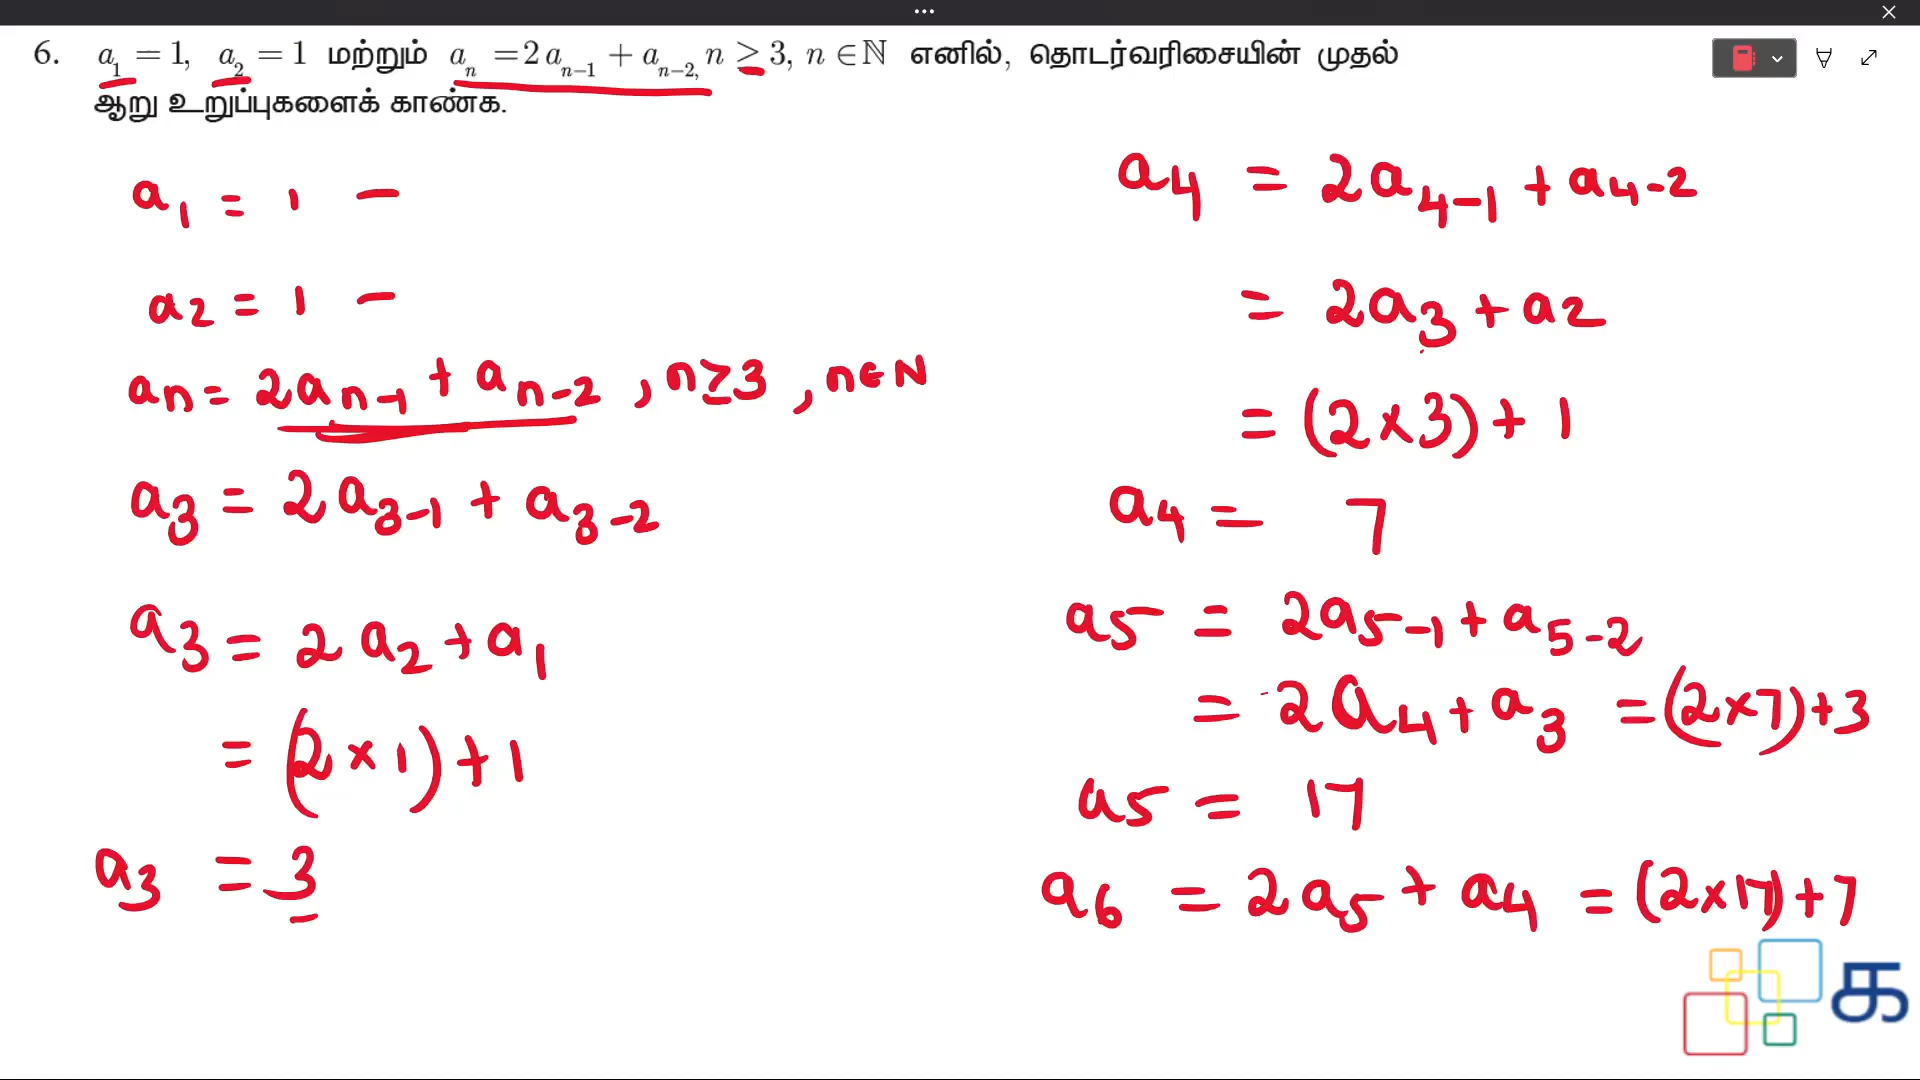 6. a₁ = 1, a₂ = 1 மற்றும் aₙ = 2aₙ₋₁ + aₙ₋₂, n ≥ 3, n ∈ ℕ எனில், தொடர்வரிசையின் முதல்
ஆறு உறுப்புகளைக் காண்க.
a₁ = 1 –
a₂ = 1 –
aₙ = 2aₙ₋₁ + aₙ₋₂, n ≥ 3, n ∈ N
a₃ = 2a₃₋₁ + a₃₋₂
a₃ = 2a₂ + a₁
= (2 × 1) + 1
a₃ = 3
a₄ = 2a₄₋₁ + a₄₋₂
= 2a₃ + a₂
= (2 × 3) + 1
a₄ = 7
a₅ = 2a₅₋₁ + a₅₋₂
= 2a₄ + a₃ = (2 × 7) + 3
a₅ = 17
a₆ = 2a₅ + a₄ = (2 × 17) + 7
க